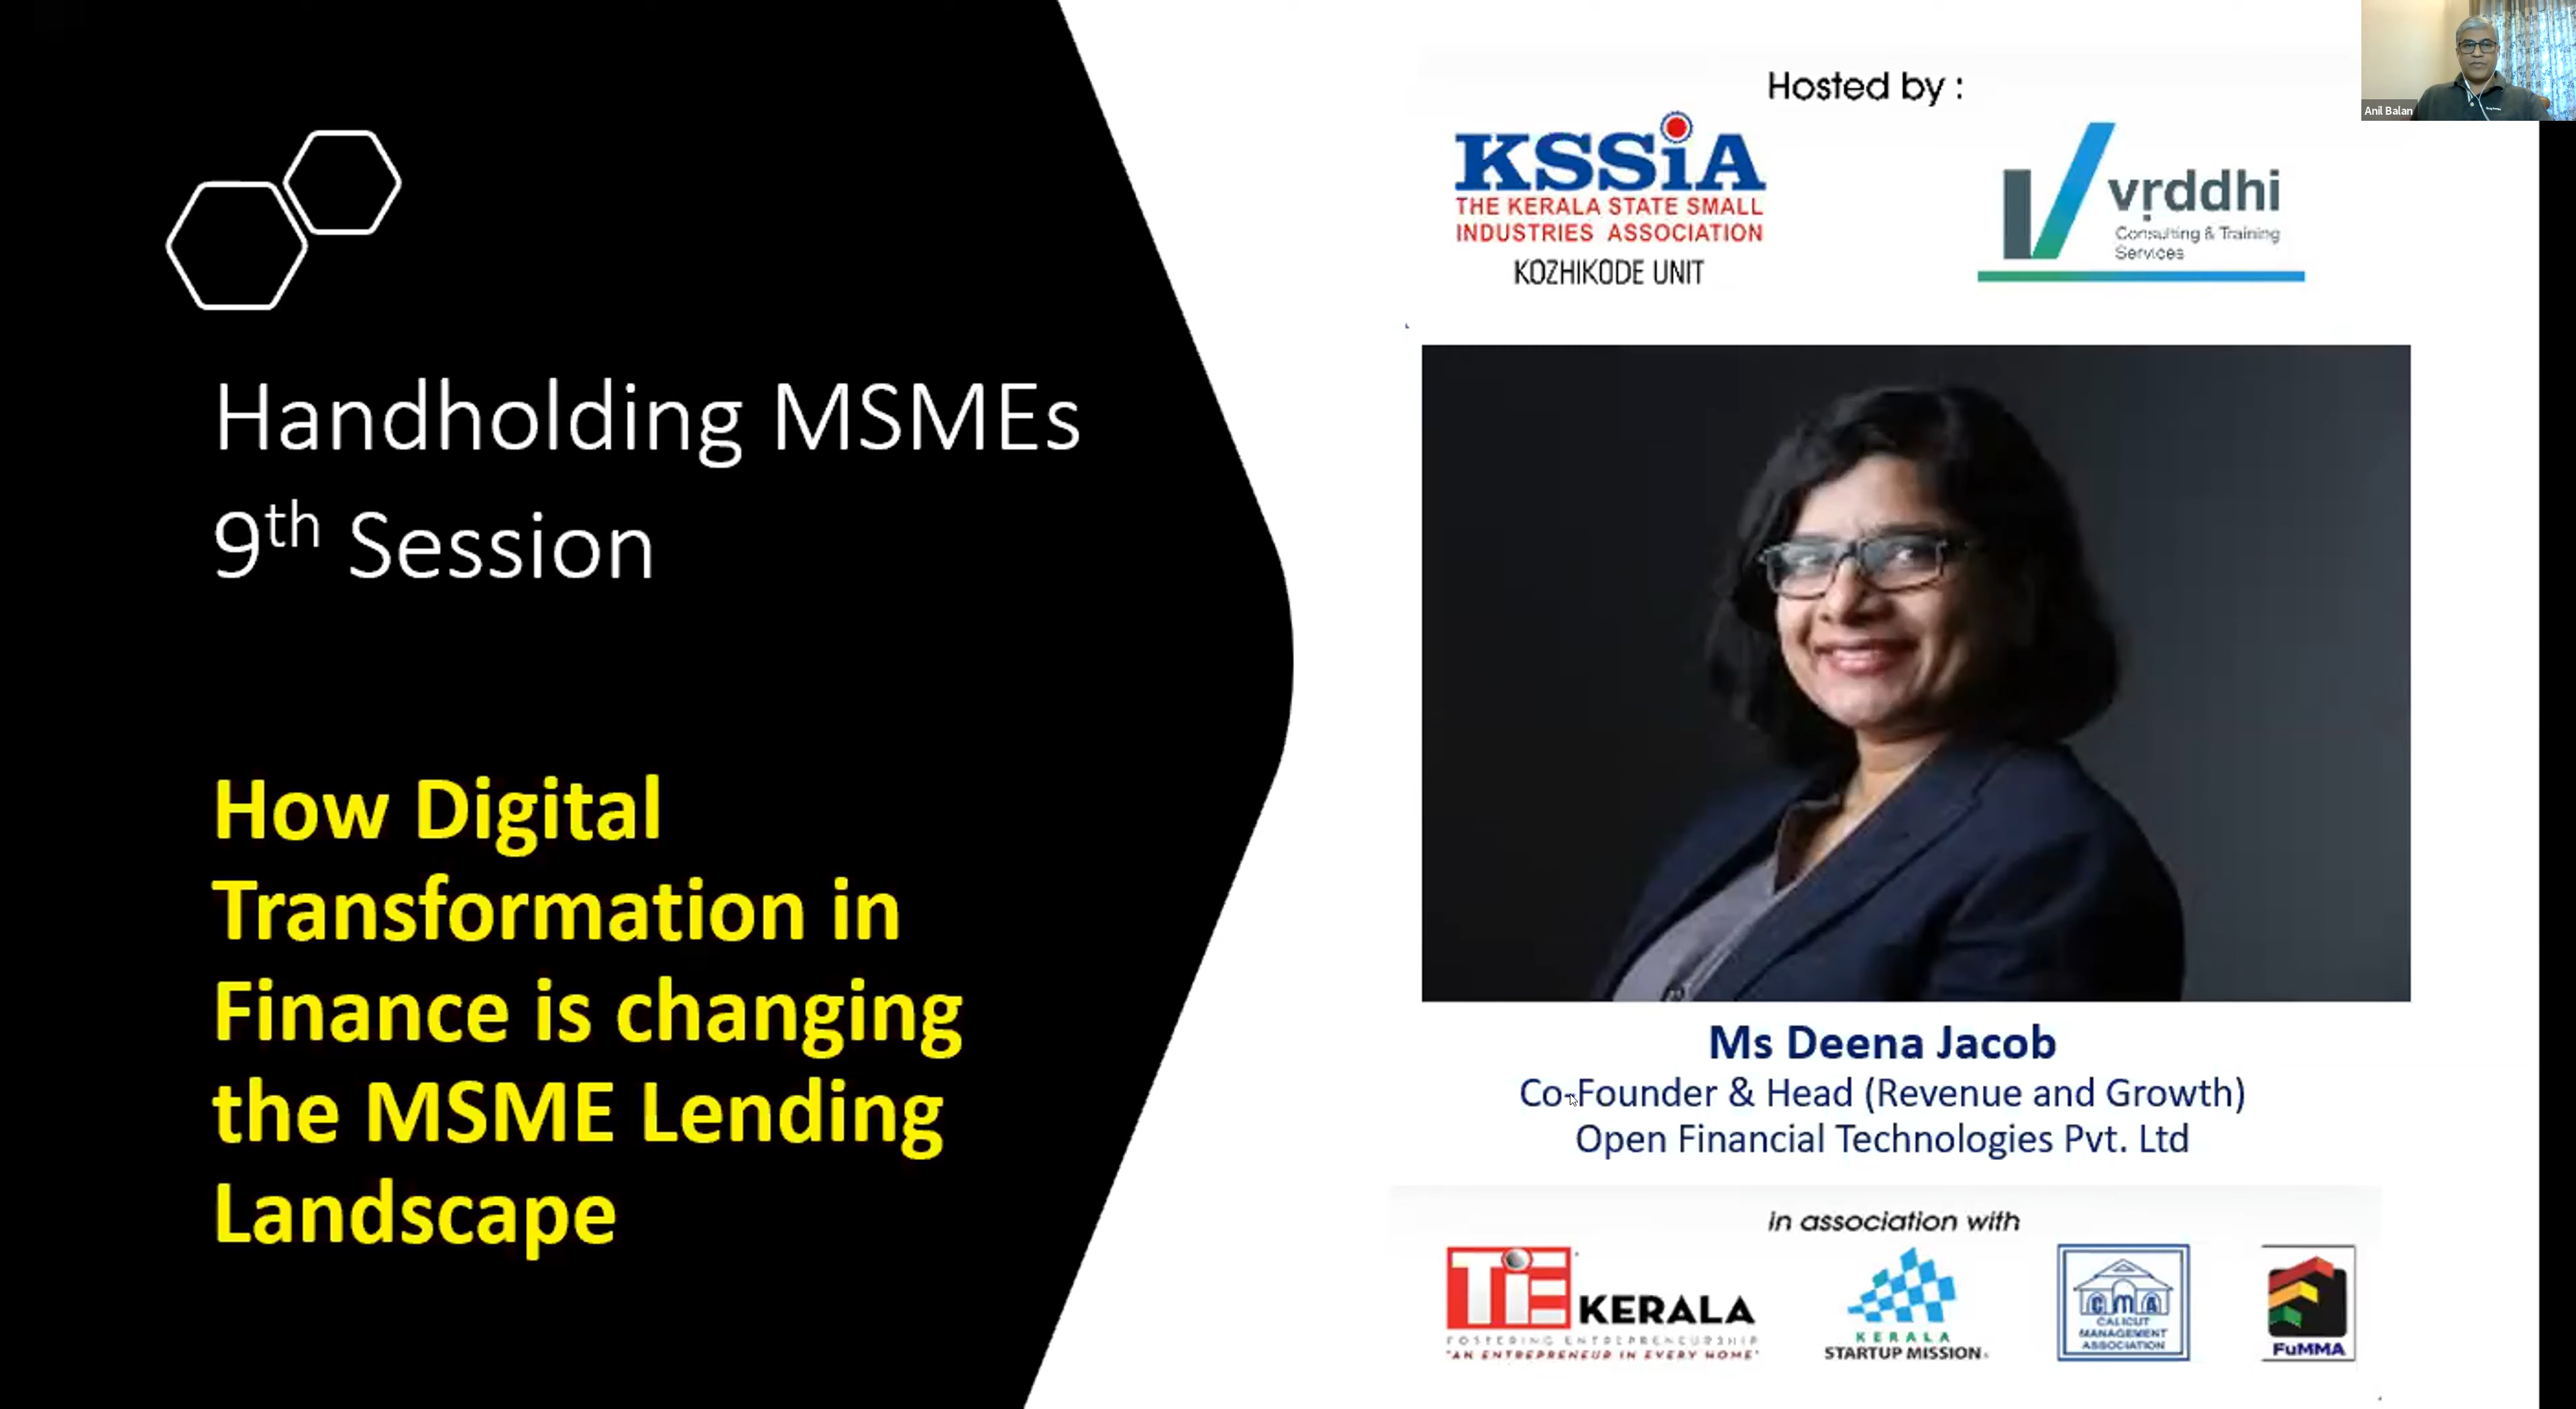 Handholding MSMEs
9th Session
How Digital
Transformation in
Finance is changing
the MSME Lending
Landscape
Hosted by :
KSSiA
THE KERALA STATE SMALL
INDUSTRIES ASSOCIATION
KOZHIKODE UNIT
vṛddhi
Consulting & Training
Services
Anil Balan
Ms Deena Jacob
Co-Founder & Head (Revenue and Growth)
Open Financial Technologies Pvt. Ltd
in association with
TiE KERALA
FOSTERING ENTREPRENEURSHIP
"AN ENTREPRENEUR IN EVERY HOME"
KERALA
STARTUP MISSION
CMA
CALICUT
MANAGEMENT
ASSOCIATION
FuMMA